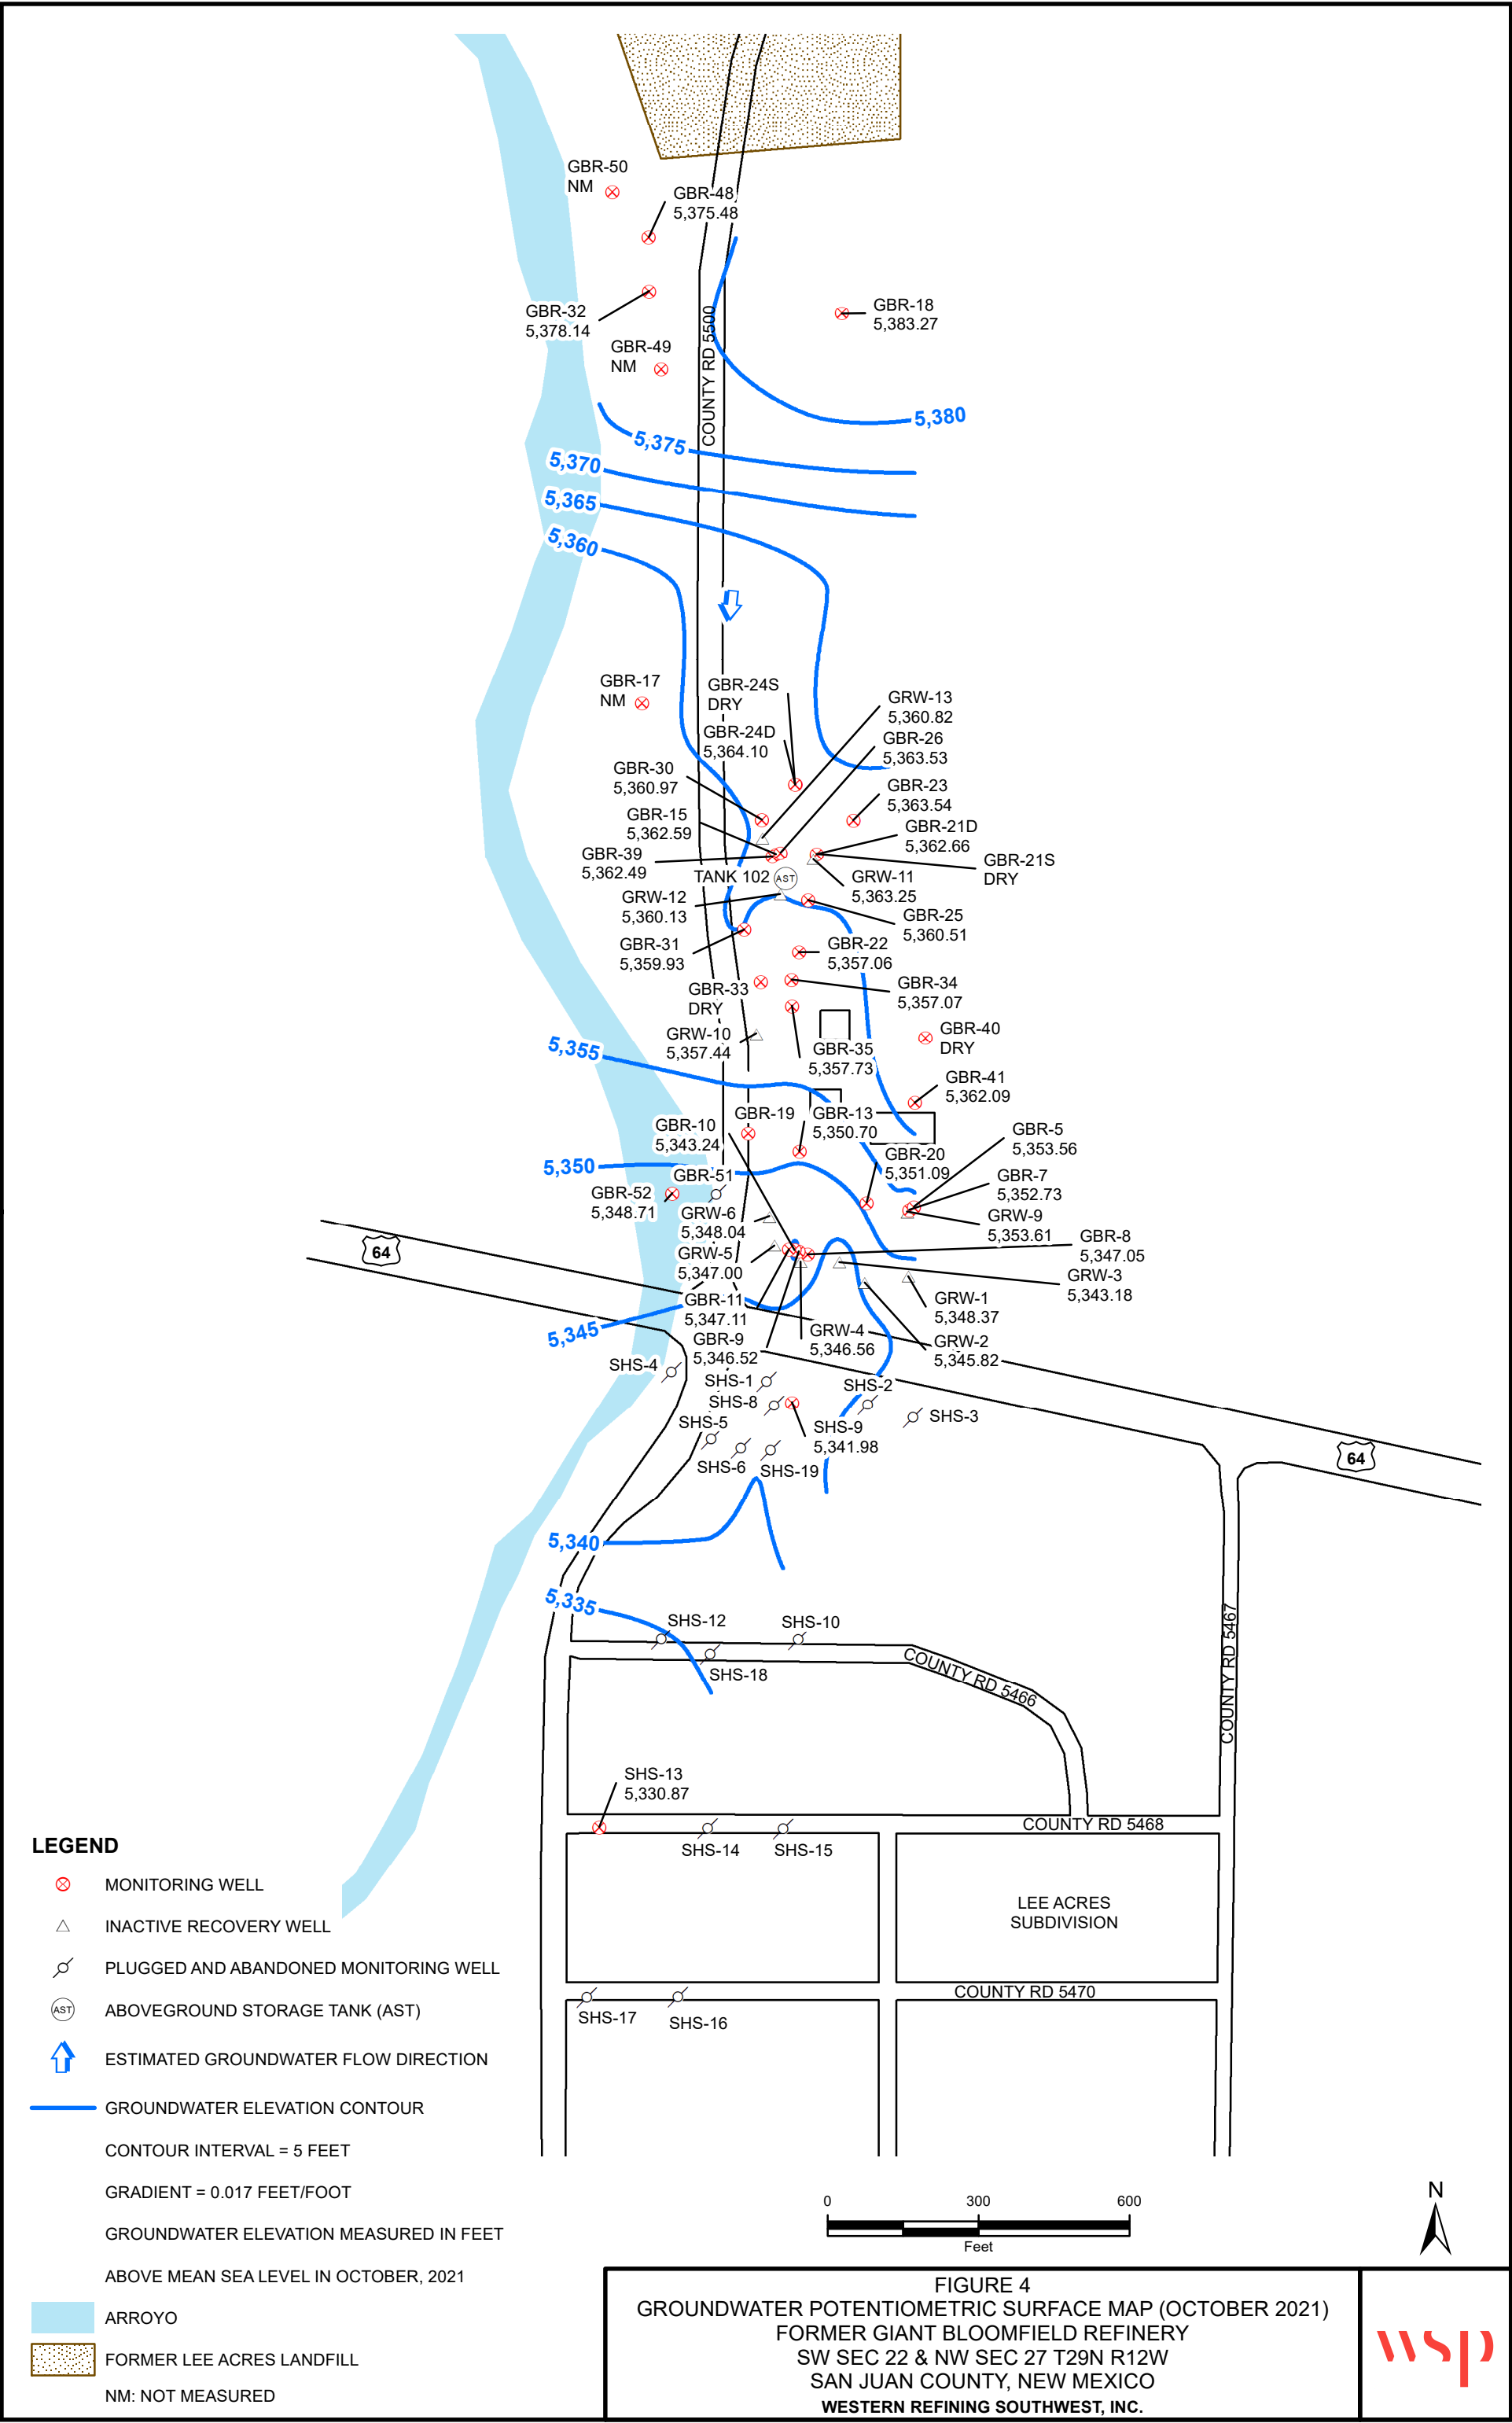 GBR-50
NM
GBR-48
5,375.48
GBR-32
5,378.14
GBR-18
5,383.27
GBR-49
NM
COUNTY RD 5500
5,380
5,375
5,370
5,365
5,360
GBR-17
NM
GBR-24S
DRY
GRW-13
5,360.82
GBR-24D
5,364.10
GBR-26
5,363.53
GBR-30
5,360.97
GBR-23
5,363.54
GBR-15
5,362.59
GBR-21D
5,362.66
GBR-39
5,362.49
GBR-21S
DRY
TANK 102
AST
GRW-11
5,363.25
GRW-12
5,360.13
GBR-25
5,360.51
GBR-31
5,359.93
GBR-22
5,357.06
GBR-33
DRY
GBR-34
5,357.07
GRW-10
5,357.44
GBR-40
DRY
5,355
GBR-35
5,357.73
GBR-41
5,362.09
GBR-10
5,343.24
GBR-19
GBR-13
5,350.70
GBR-5
5,353.56
GBR-20
5,351.09
5,350
GBR-51
GBR-7
5,352.73
GBR-52
5,348.71
GRW-6
5,348.04
GRW-9
5,353.61
64
GRW-5
5,347.00
GBR-8
5,347.05
GRW-3
5,343.18
GBR-11
5,347.11
GRW-1
5,348.37
5,345
GBR-9
5,346.52
GRW-4
5,346.56
GRW-2
5,345.82
SHS-4
SHS-1
SHS-2
SHS-8
SHS-3
SHS-5
SHS-9
5,341.98
SHS-6
SHS-19
64
5,340
5,335
SHS-12
SHS-10
SHS-18
COUNTY RD 5466
COUNTY RD 5467
SHS-13
5,330.87
COUNTY RD 5468
SHS-14
SHS-15
LEE ACRES
SUBDIVISION
COUNTY RD 5470
SHS-17
SHS-16
LEGEND
MONITORING WELL
INACTIVE RECOVERY WELL
PLUGGED AND ABANDONED MONITORING WELL
AST
ABOVEGROUND STORAGE TANK (AST)
ESTIMATED GROUNDWATER FLOW DIRECTION
GROUNDWATER ELEVATION CONTOUR
CONTOUR INTERVAL = 5 FEET
GRADIENT = 0.017 FEET/FOOT
GROUNDWATER ELEVATION MEASURED IN FEET
ABOVE MEAN SEA LEVEL IN OCTOBER, 2021
ARROYO
FORMER LEE ACRES LANDFILL
NM: NOT MEASURED
0 300 600
Feet
N
FIGURE 4
GROUNDWATER POTENTIOMETRIC SURFACE MAP (OCTOBER 2021)
FORMER GIANT BLOOMFIELD REFINERY
SW SEC 22 & NW SEC 27 T29N R12W
SAN JUAN COUNTY, NEW MEXICO
WESTERN REFINING SOUTHWEST, INC.
wsp